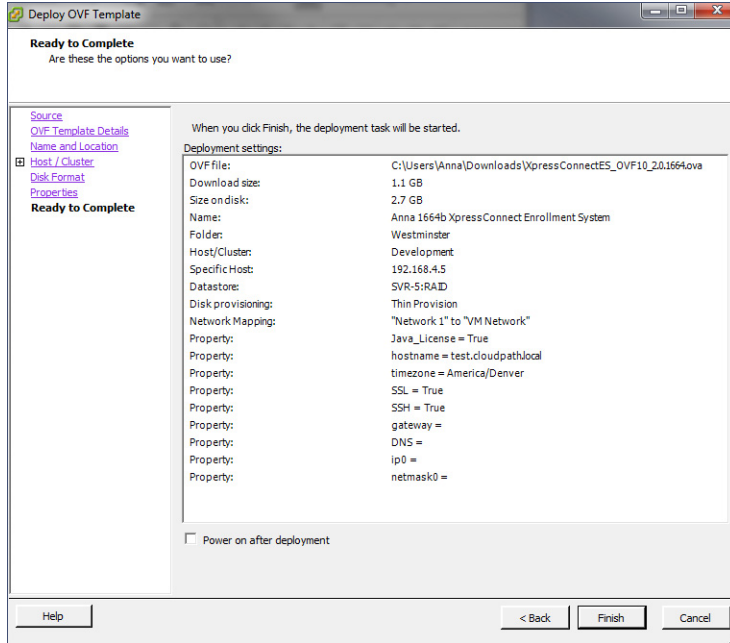 Deploy OVF Template
Ready to Complete
Are these the options you want to use?
Source
OVF Template Details
Name and Location
Host / Cluster
Disk Format
Properties
Ready to Complete
When you click Finish, the deployment task will be started.
Deployment settings:
OVF file: C:\Users\Anna\Downloads\XpressConnectES_OVF10_2.0.1664.ova
Download size: 1.1 GB
Size on disk: 2.7 GB
Name: Anna 1664b XpressConnect Enrollment System
Folder: Westminster
Host/Cluster: Development
Specific Host: 192.168.4.5
Datastore: SVR-5:RAID
Disk provisioning: Thin Provision
Network Mapping: "Network 1" to "VM Network"
Property: Java_License = True
Property: hostname = test.cloudpath.local
Property: timezone = America/Denver
Property: SSL = True
Property: SSH = True
Property: gateway =
Property: DNS =
Property: ip0 =
Property: netmask0 =
Power on after deployment
Help < Back Finish Cancel